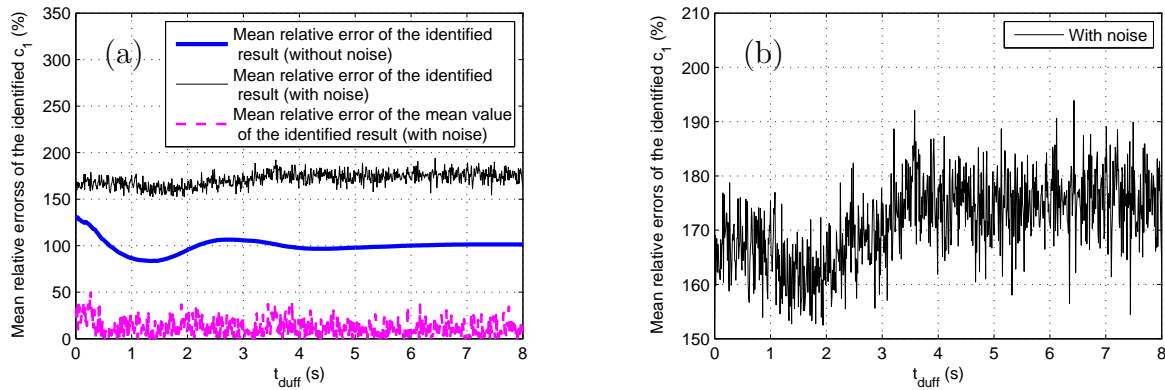 Mean relative errorss of the identified c1 (%)
350
300
250
200
150
100
50
0
(a)
Mean relative error of the identified
result (without noise)
Mean relative error of the identified
result (with noise)
Mean relative error of the mean value
of the identified result (with noise)
0 1 2 3 4 5 6 7 8
t_duff (s)
Mean relative errors of the identified c1 (%)
210
200
190
180
170
160
150
(b)
With noise
0 1 2 3 4 5 6 7 8
t_duff (s)